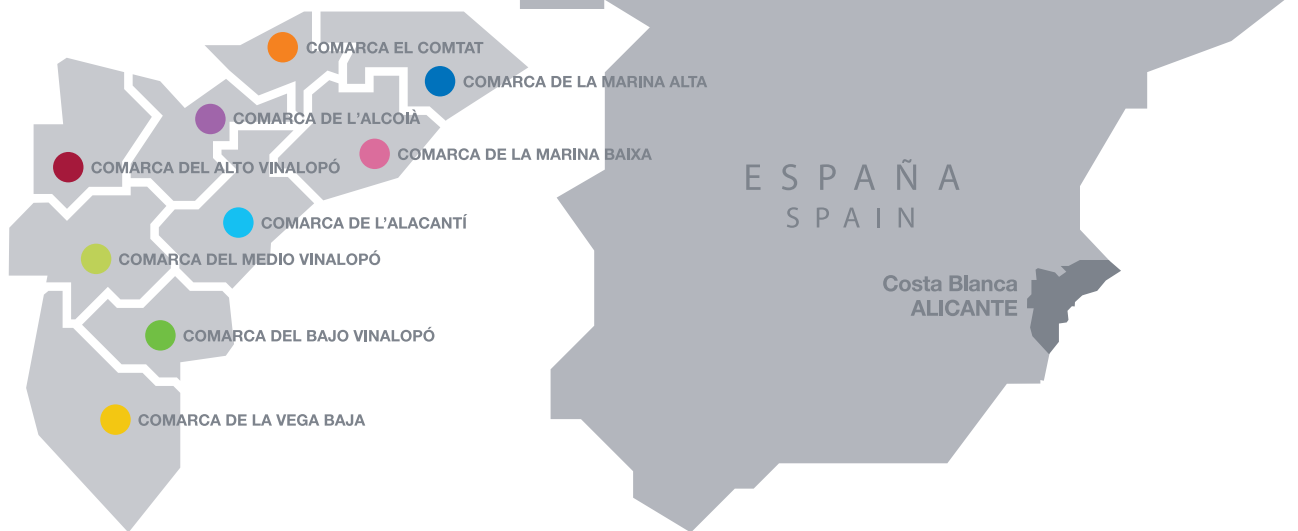 COMARCA EL COMTAT
COMARCA DE LA MARINA ALTA
COMARCA DE L'ALCOIÀ
COMARCA DE LA MARINA BAIXA
COMARCA DEL ALTO VINALOPÓ
COMARCA DE L'ALACANTÍ
COMARCA DEL MEDIO VINALOPÓ
COMARCA DEL BAJO VINALOPÓ
COMARCA DE LA VEGA BAJA
ESPAÑA
SPAIN
Costa Blanca
ALICANTE